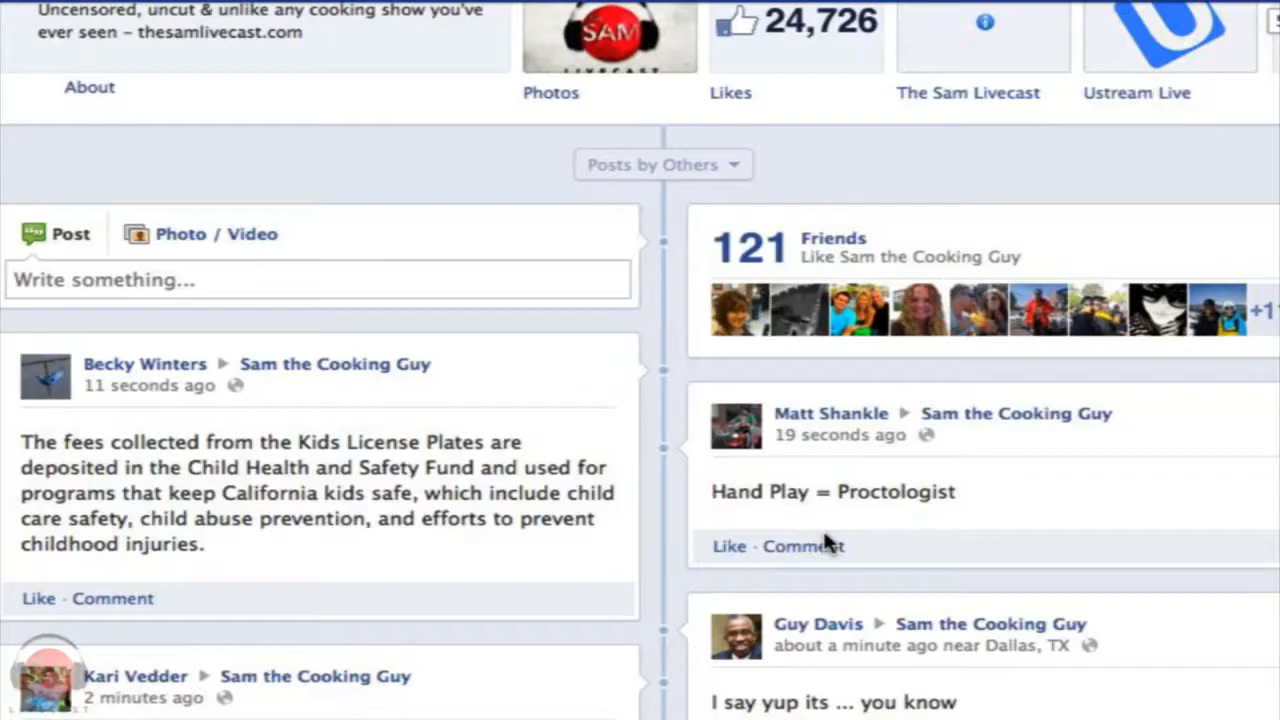 Uncensored, uncut & unlike any cooking show you've
ever seen – thesamlivecast.com
About
SAM
LIVECAST
Photos
24,726
Likes
The Sam Livecast
Ustream Live
Posts by Others
Post
Photo / Video
Write something...
121
Friends
Like Sam the Cooking Guy
+1
Becky Winters
Sam the Cooking Guy
11 seconds ago
The fees collected from the Kids License Plates are
deposited in the Child Health and Safety Fund and used for
programs that keep California kids safe, which include child
care safety, child abuse prevention, and efforts to prevent
childhood injuries.
Like · Comment
Matt Shankle
Sam the Cooking Guy
19 seconds ago
Hand Play = Proctologist
Like · Comment
Kari Vedder
Sam the Cooking Guy
2 minutes ago
Guy Davis
Sam the Cooking Guy
about a minute ago near Dallas, TX
I say yup its ... you know